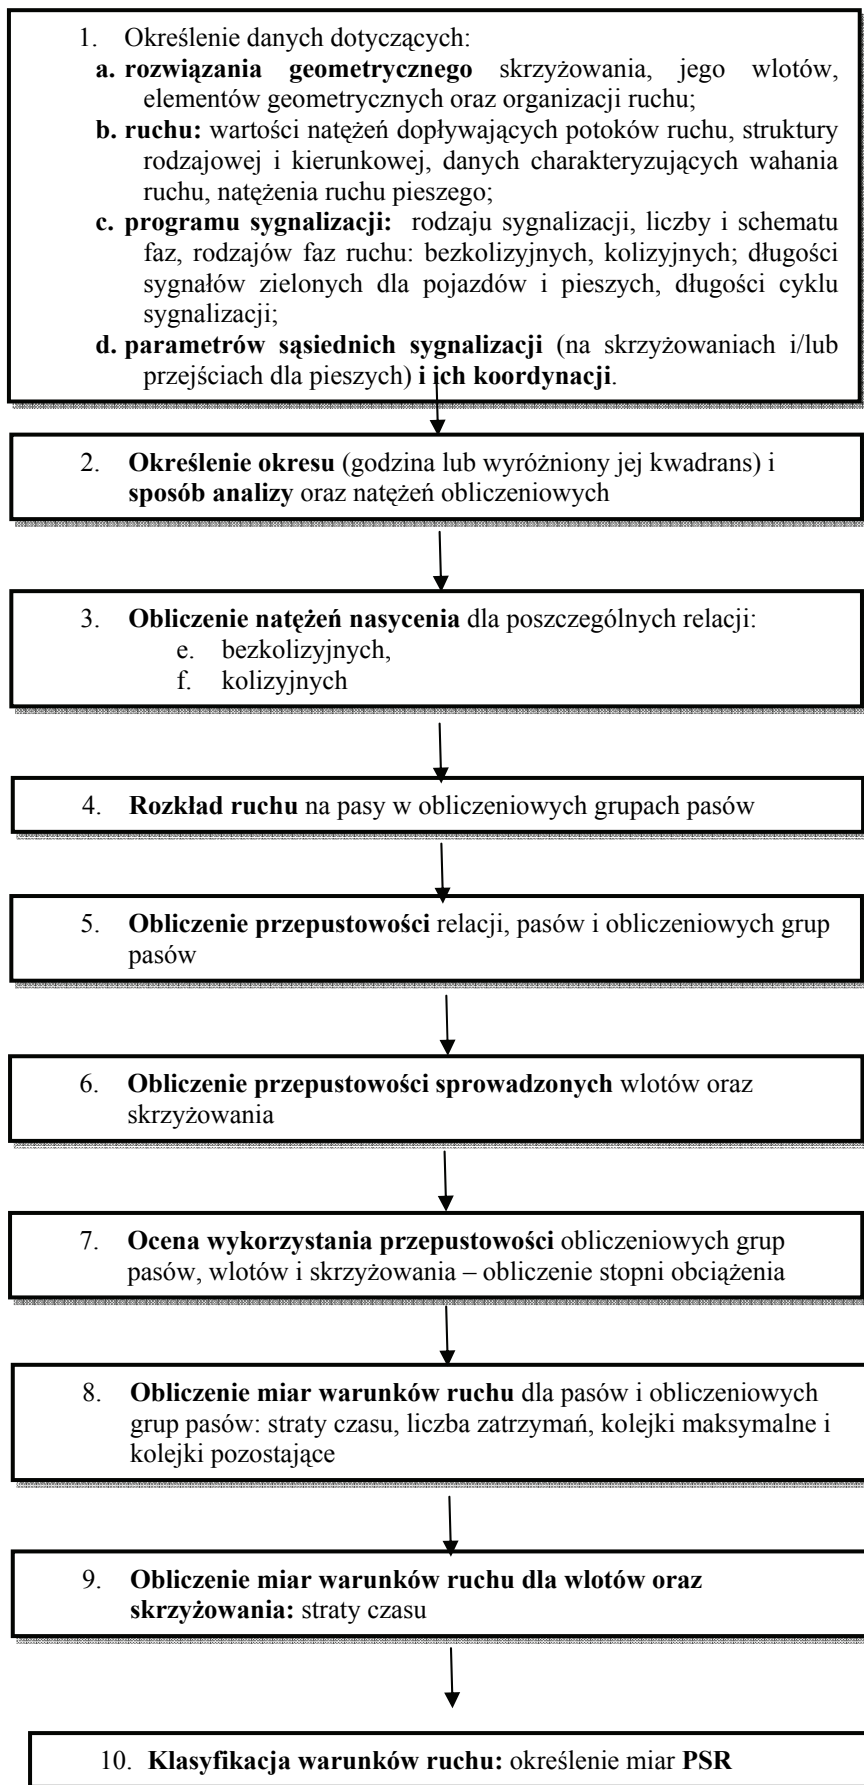 1. Określenie danych dotyczących:
a. rozwiązania geometrycznego skrzyżowania, jego wlotów,
elementów geometrycznych oraz organizacji ruchu;
b. ruchu: wartości natężeń dopływających potoków ruchu, struktury
rodzajowej i kierunkowej, danych charakteryzujących wahania
ruchu, natężenia ruchu pieszego;
c. programu sygnalizacji: rodzaju sygnalizacji, liczby i schematu
faz, rodzajów faz ruchu: bezkolizyjnych, kolizyjnych; długości
sygnałów zielonych dla pojazdów i pieszych, długości cyklu
sygnalizacji;
d. parametrów sąsiednich sygnalizacji (na skrzyżowaniach i/lub
przejściach dla pieszych) i ich koordynacji.
2. Określenie okresu (godzina lub wyróżniony jej kwadrans) i
sposób analizy oraz natężeń obliczeniowych
3. Obliczenie natężeń nasycenia dla poszczególnych relacji:
e. bezkolizyjnych,
f. kolizyjnych
4. Rozkład ruchu na pasy w obliczeniowych grupach pasów
5. Obliczenie przepustowości relacji, pasów i obliczeniowych grup
pasów
6. Obliczenie przepustowości sprowadzonych wlotów oraz
skrzyżowania
7. Ocena wykorzystania przepustowości obliczeniowych grup
pasów, wlotów i skrzyżowania – obliczenie stopni obciążenia
8. Obliczenie miar warunków ruchu dla pasów i obliczeniowych
grup pasów: straty czasu, liczba zatrzymań, kolejki maksymalne i
kolejki pozostające
9. Obliczenie miar warunków ruchu dla wlotów oraz
skrzyżowania: straty czasu
10. Klasyfikacja warunków ruchu: określenie miar PSR